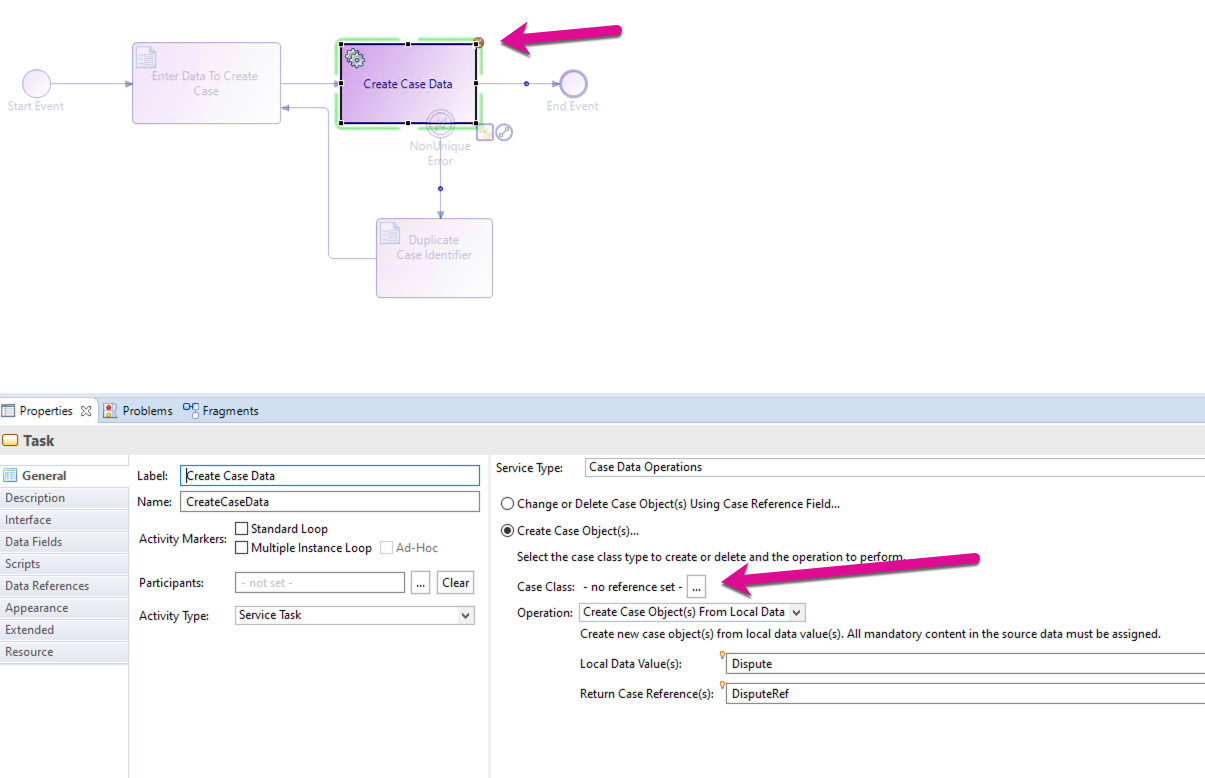 Enter Data To Create
Case
Create Case Data
Start Event
End Event
NonUnique
Error
Duplicate
Case Identifier
Properties
Problems
Fragments
Task
General
Description
Interface
Data Fields
Scripts
Data References
Appearance
Extended
Resource
Label:
Create Case Data
Name:
CreateCaseData
Activity Markers:
Standard Loop
Multiple Instance Loop
Ad-Hoc
Participants:
- not set -
...
Clear
Activity Type:
Service Task
Service Type:
Case Data Operations
Change or Delete Case Object(s) Using Case Reference Field...
Create Case Object(s)...
Select the case class type to create or delete and the operation to perform.
Case Class: - no reference set - ...
Operation: Create Case Object(s) From Local Data
Create new case object(s) from local data value(s). All mandatory content in the source data must be assigned.
Local Data Value(s): Dispute
Return Case Reference(s): DisputeRef